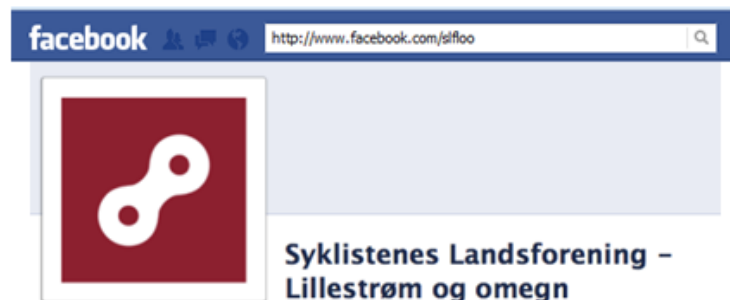 facebook
http://www.facebook.com/slfloo
Syklistenes Landsforening –
Lillestrøm og omegn